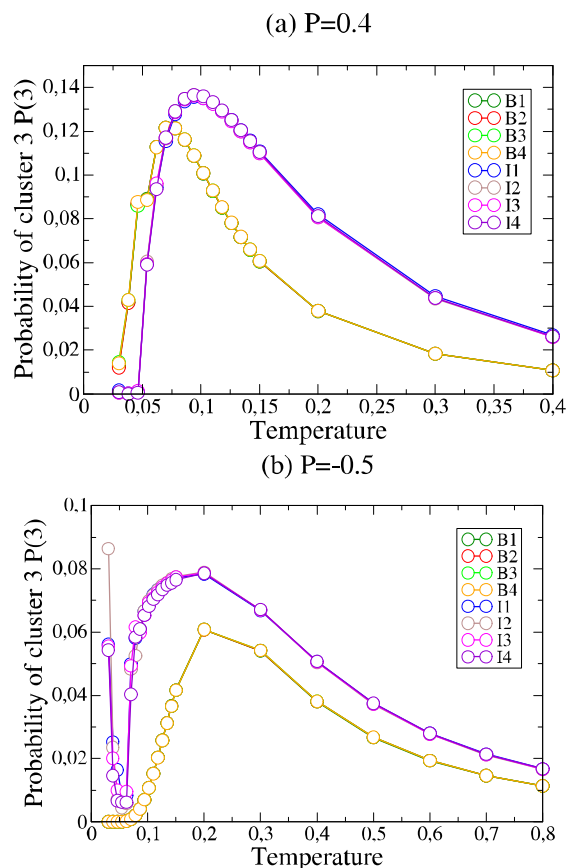 (a) P=0.4
Probability of cluster 3 P(3)
0,14
0,12
0,1
0,08
0,06
0,04
0,02
0
B1
B2
B3
B4
I1
I2
I3
I4
0 0,05 0,1 0,15 0,2 0,25 0,3 0,35 0,4
Temperature
(b) P=-0.5
Probability of cluster 3 P(3)
0,1
0,08
0,06
0,04
0,02
0
B1
B2
B3
B4
I1
I2
I3
I4
0 0,1 0,2 0,3 0,4 0,5 0,6 0,7 0,8
Temperature